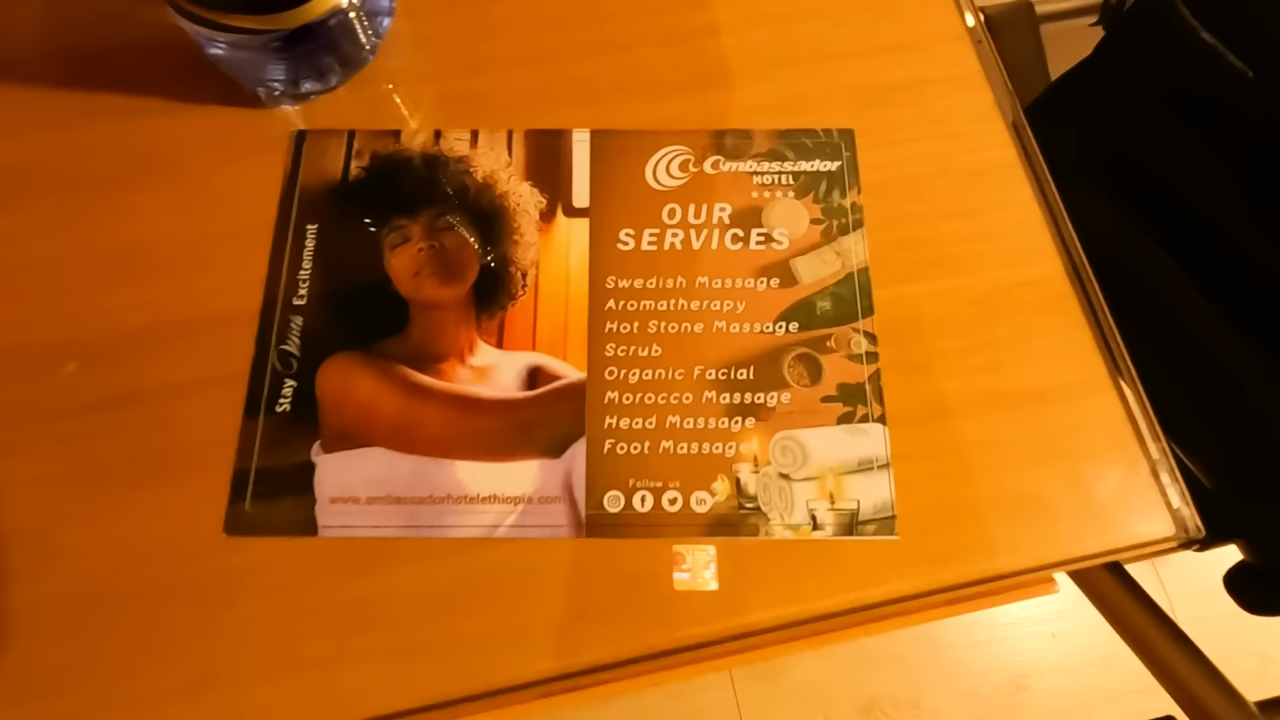 Stay With Excitement
www.ambassadorhotelethiopia.com
Ambassador
HOTEL
OUR
SERVICES
Swedish Massage
Aromatherapy
Hot Stone Massage
Scrub
Organic Facial
Morocco Massage
Head Massage
Foot Massage
Follow us